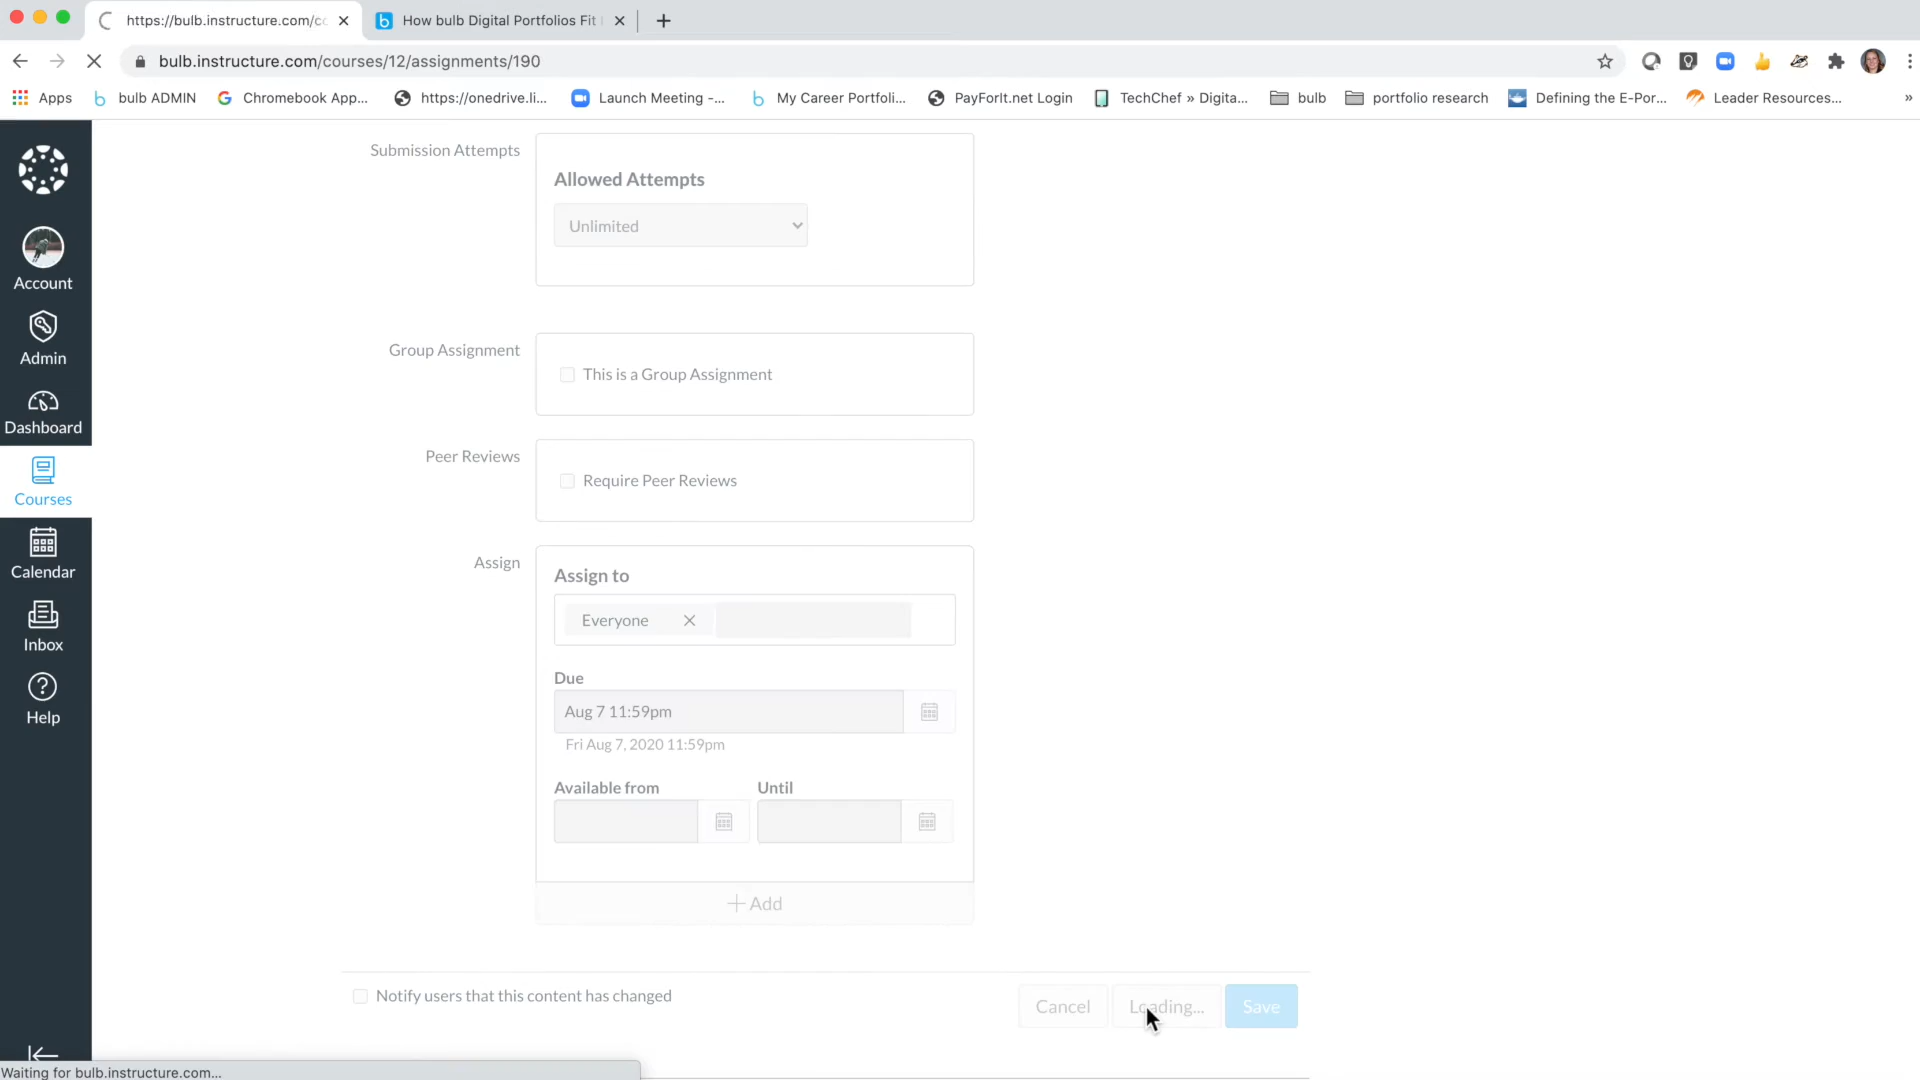 https://bulb.instructure.com/co
How bulb Digital Portfolios Fit
bulb.instructure.com/courses/12/assignments/190
Apps
bulb ADMIN
Chromebook App...
https://onedrive.li...
Launch Meeting -...
My Career Portfoli...
PayForIt.net Login
TechChef » Digita...
bulb
portfolio research
Defining the E-Por...
Leader Resources...
»
Submission Attempts
Allowed Attempts
Unlimited
Account
Group Assignment
This is a Group Assignment
Admin
Dashboard
Peer Reviews
Require Peer Reviews
Courses
Assign
Assign to
Calendar
Everyone
Inbox
Due
Help
Aug 7 11:59pm
Fri Aug 7, 2020 11:59pm
Available from
Until
Add
Notify users that this content has changed
Cancel
Loading...
Save
Waiting for bulb.instructure.com...